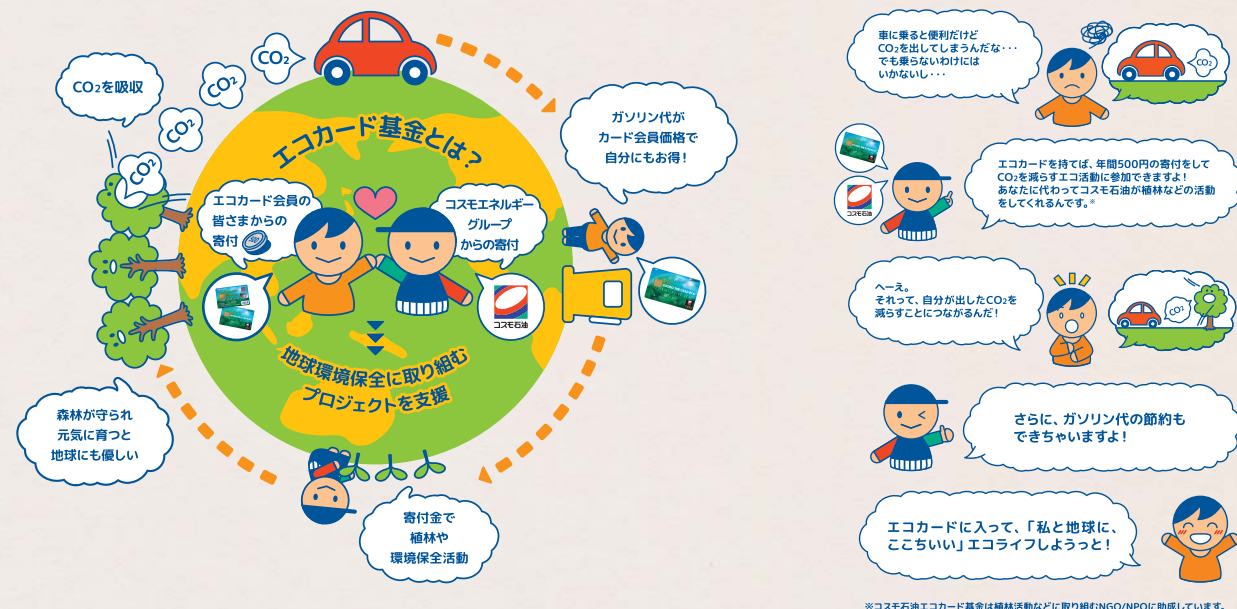 CO2
CO2
CO2
CO2
CO2を吸収
ガソリン代が
カード会員価格で
自分にもお得!
エコカード基金とは?
エコカード会員の
皆さまからの
寄付
コスモエネルギー
グループ
からの寄付
コスモ石油
地球環境保全に取り組む
プロジェクトを支援
森林が守られ
元気に育つと
地球にも優しい
寄付金で
植林や
環境保全活動
車に乗ると便利だけど
CO2を出してしまうんだな・・・
でも乗らないわけには
いかないし・・・
CO2
エコカードを持てば、年間500円の寄付をして
CO2を減らすエコ活動に参加できますよ!
あなたに代わってコスモ石油が植林などの活動
をしてくれるんです。※
コスモ石油
へーえ。
それって、自分が出したCO2を
減らすことにつながるんだ!
CO2
さらに、ガソリン代の節約も
できちゃいますよ!
エコカードに入って、「私と地球に、
ここちいい」エコライフしようっと!
※コスモ石油エコカード基金は植林活動などに取り組むNGO/NPOに助成しています。